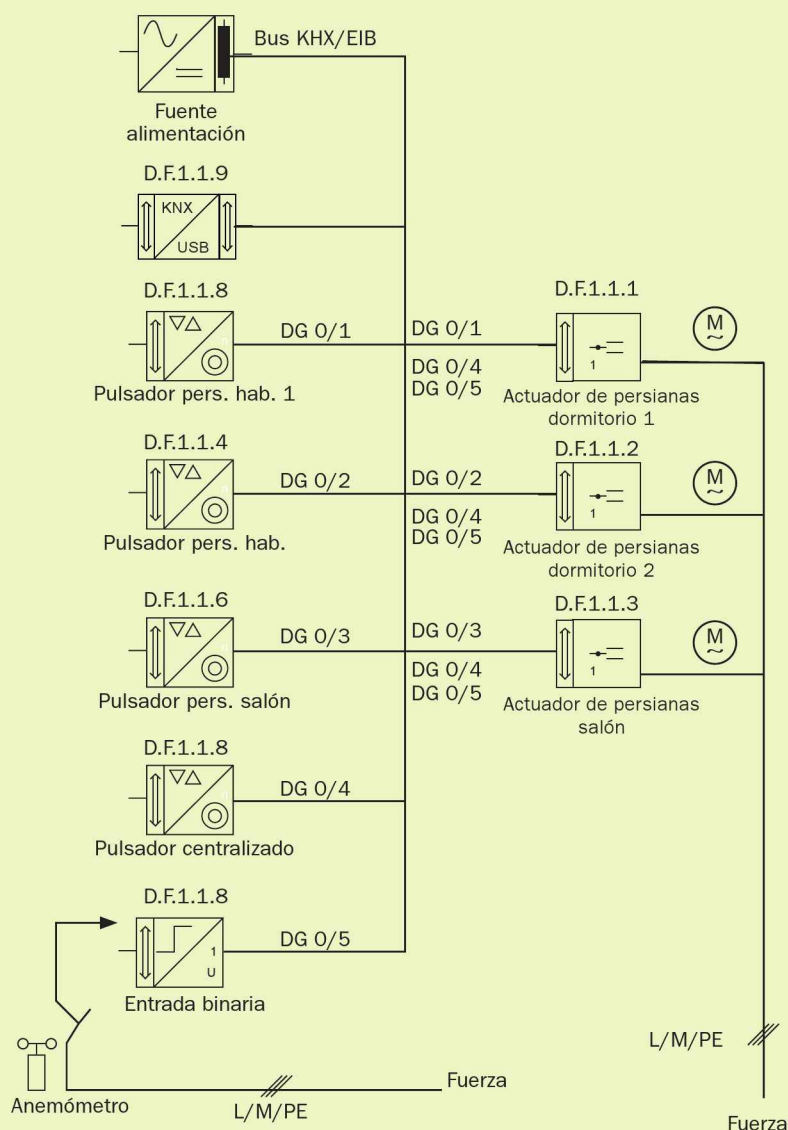 Bus KHX/EIB
Fuente
alimentación
D.F.1.1.9
KNX
USB
D.F.1.1.8
DG 0/1
Pulsador pers. hab. 1
DG 0/1
DG 0/4
DG 0/5
D.F.1.1.1
1
M
~
Actuador de persianas
dormitorio 1
D.F.1.1.4
DG 0/2
Pulsador pers. hab.
DG 0/2
DG 0/4
DG 0/5
D.F.1.1.2
1
M
~
Actuador de persianas
dormitorio 2
D.F.1.1.6
DG 0/3
Pulsador pers. salón
DG 0/3
DG 0/4
DG 0/5
D.F.1.1.3
1
M
~
Actuador de persianas
salón
D.F.1.1.8
DG 0/4
Pulsador centralizado
D.F.1.1.8
1
U
DG 0/5
Entrada binaria
Anemómetro
L/M/PE
Fuerza
L/M/PE
Fuerza